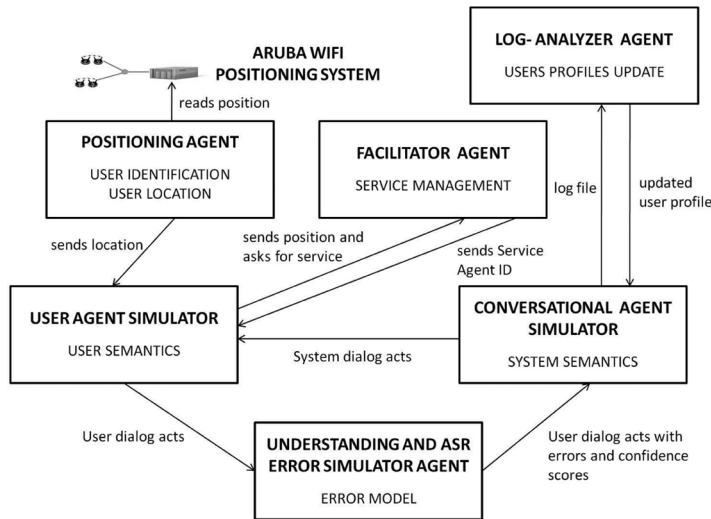 ARUBA WIFI
POSITIONING SYSTEM
LOG- ANALYZER AGENT
USERS PROFILES UPDATE
reads position
POSITIONING AGENT
USER IDENTIFICATION
USER LOCATION
FACILITATOR AGENT
SERVICE MANAGEMENT
log file
updated
user profile
sends location
sends position and
asks for service
sends Service
Agent ID
USER AGENT SIMULATOR
USER SEMANTICS
CONVERSATIONAL AGENT
SIMULATOR
SYSTEM SEMANTICS
System dialog acts
User dialog acts
UNDERSTANDING AND ASR
ERROR SIMULATOR AGENT
ERROR MODEL
User dialog acts with
errors and confidence
scores